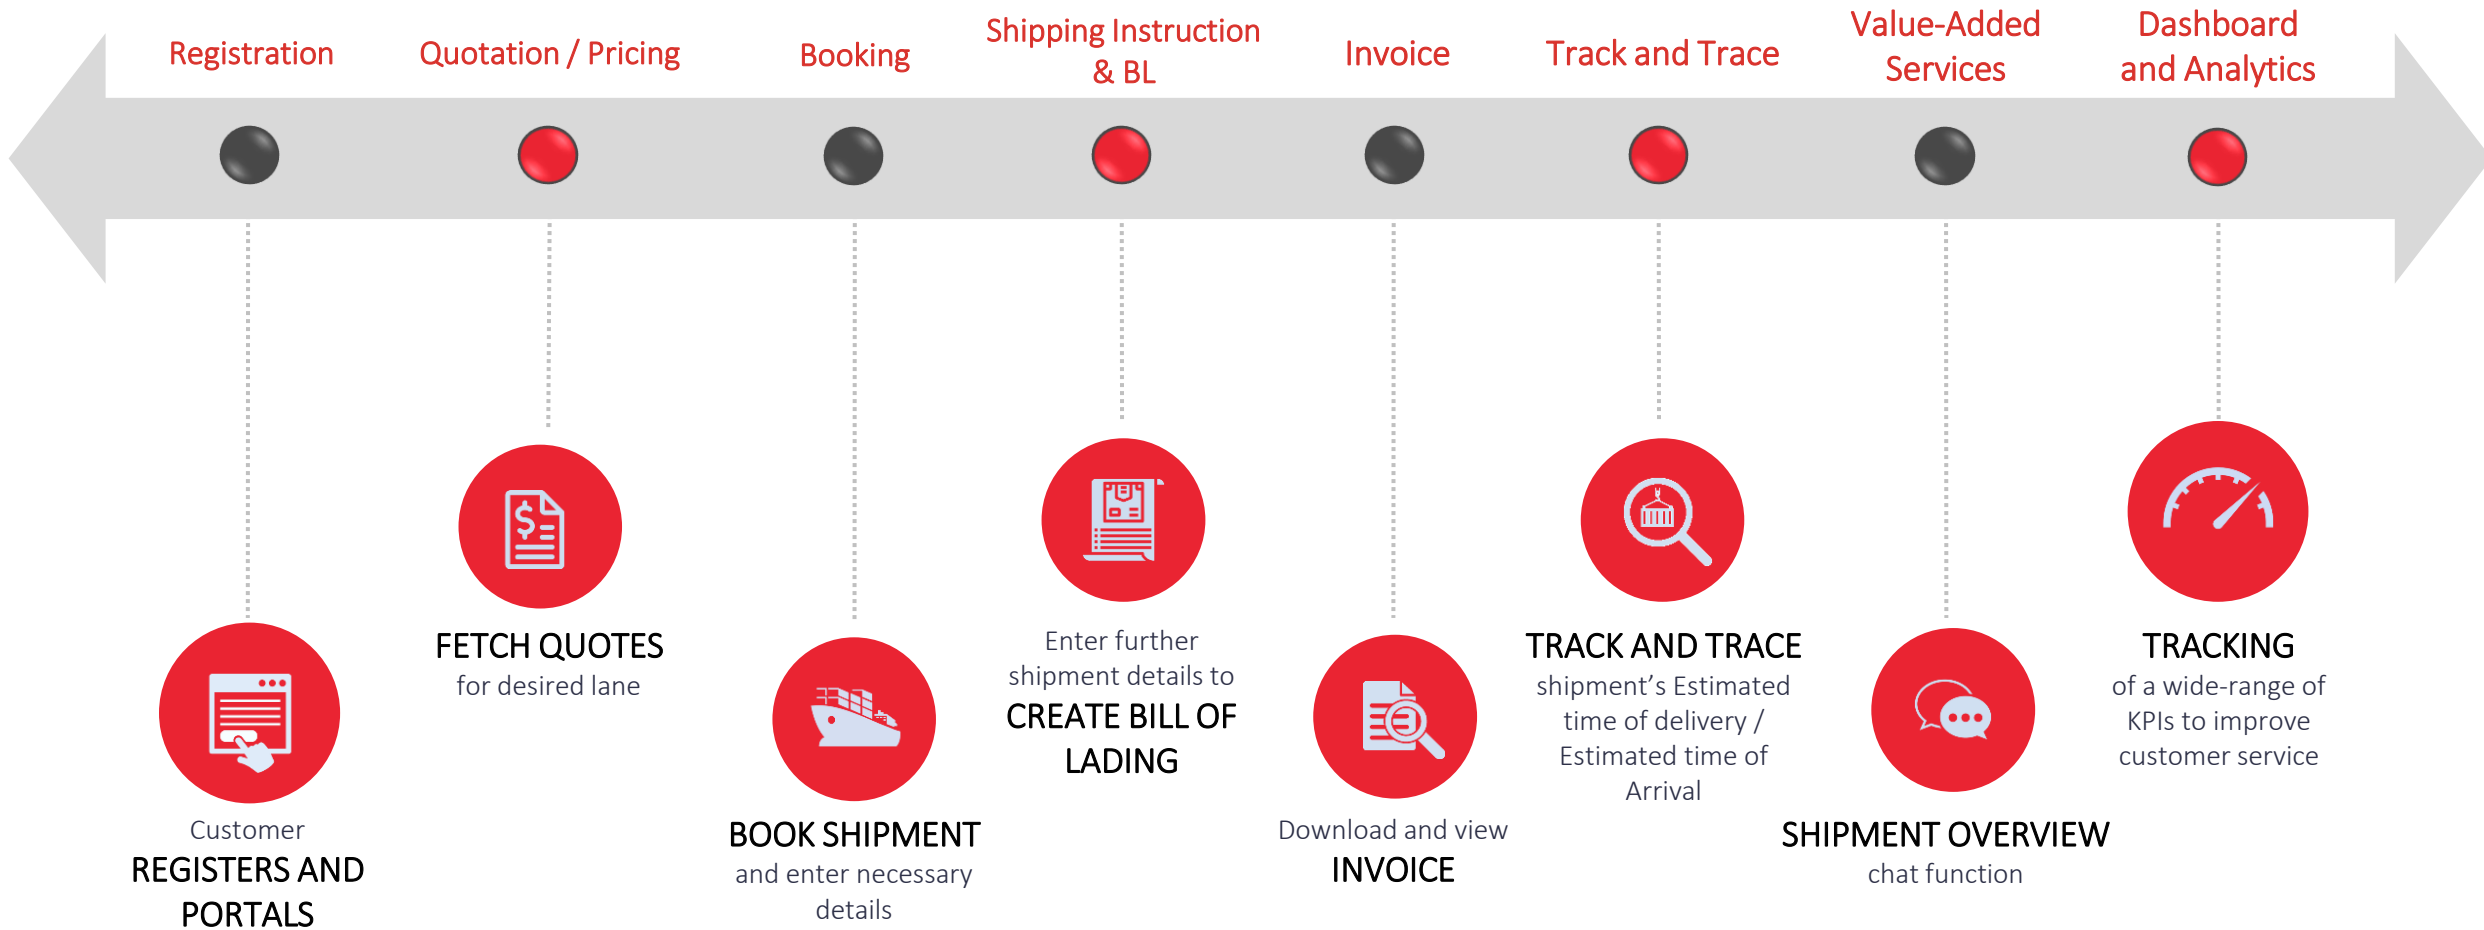 Registration
Quotation / Pricing
Booking
Shipping Instruction
& BL
Invoice
Track and Trace
Value-Added
Services
Dashboard
and Analytics
Customer
REGISTERS AND
PORTALS
FETCH QUOTES
for desired lane
BOOK SHIPMENT
and enter necessary
details
Enter further
shipment details to
CREATE BILL OF
LADING
Download and view
INVOICE
TRACK AND TRACE
shipment’s Estimated
time of delivery /
Estimated time of
Arrival
SHIPMENT OVERVIEW
chat function
TRACKING
of a wide-range of
KPIs to improve
customer service